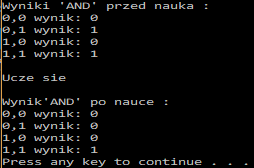 Wyniki 'AND' przed nauka :
0,0 wynik: 0
0,1 wynik: 1
1,0 wynik: 0
0,1 wynik: 1
Ucze sie
Wynik'AND' po nauce :
0,0 wynik: 0
0,1 wynik: 0
1,0 wynik: 0
1,1 wynik: 1
Press any key to continue . . .